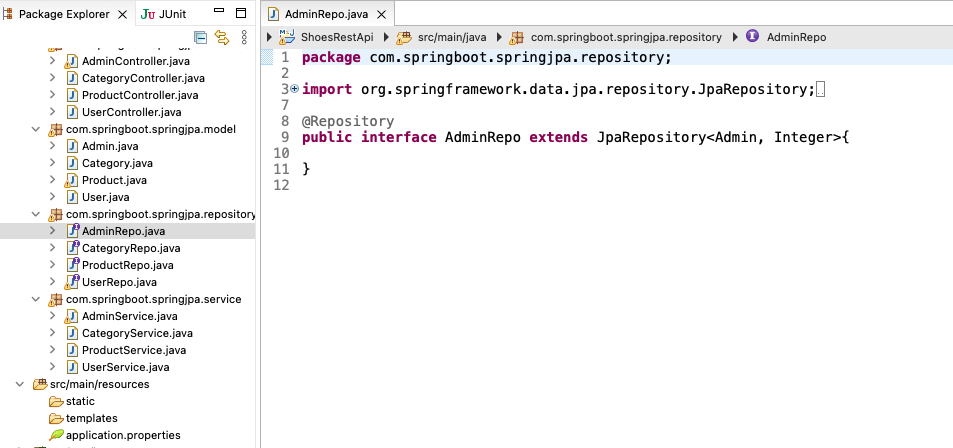 Package Explorer
JUnit
AdminController.java
CategoryController.java
ProductController.java
UserController.java
com.springboot.springjpa.model
Admin.java
Category.java
Product.java
User.java
com.springboot.springjpa.repository
AdminRepo.java
CategoryRepo.java
ProductRepo.java
UserRepo.java
com.springboot.springjpa.service
AdminService.java
CategoryService.java
ProductService.java
UserService.java
src/main/resources
static
templates
application.properties
AdminRepo.java
ShoesRestApi src/main/java com.springboot.springjpa.repository AdminRepo
1 package com.springboot.springjpa.repository;
2
3 import org.springframework.data.jpa.repository.JpaRepository;
7
8 @Repository
9 public interface AdminRepo extends JpaRepository<Admin, Integer>{
10
11 }
12